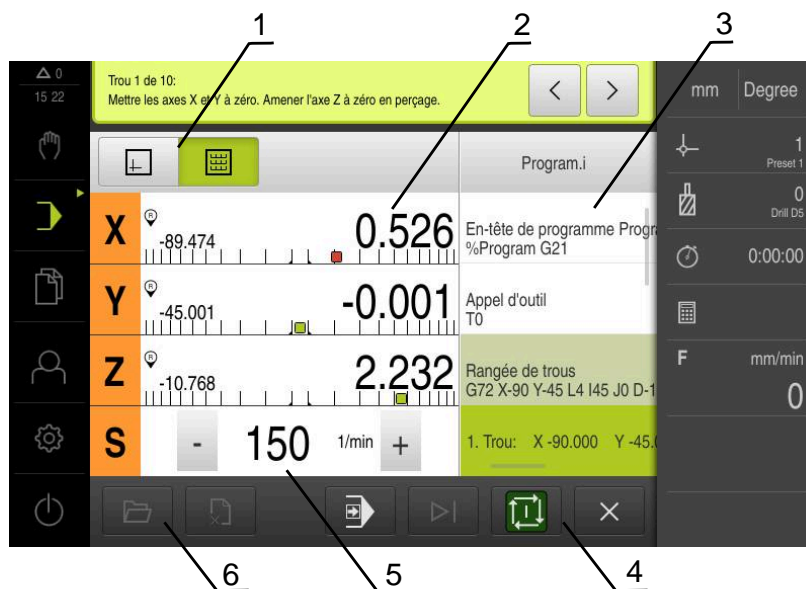 1 2 3
0
15 22
Trou 1 de 10:
Mettre les axes X et Y à zéro. Amener l'axe Z à zéro en perçage.
< >
mm Degree
Program.i
1
Preset 1
0
Drill D5
0:00:00
F mm/min
0
X R -89.474 0.526
Y R -45.001 -0.001
Z R -10.768 2.232
S - 150 1/min +
En-tête de programme Progra
%Program G21
Appel d'outil
T0
Rangée de trous
G72 X-90 Y-45 L4 I45 J0 D-1
1. Trou: X -90.000 Y -45.0
6 5 4